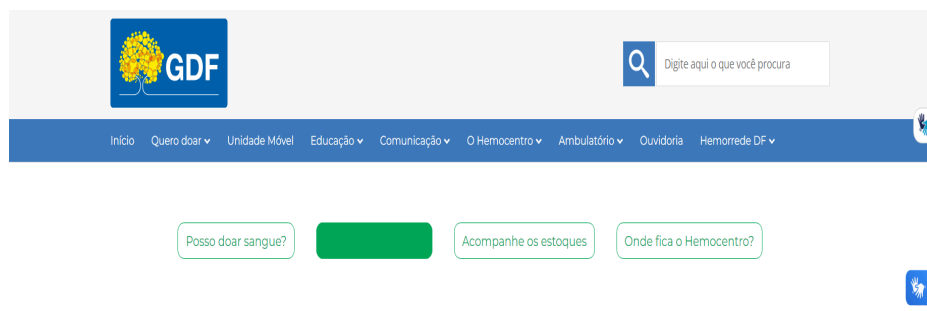 GDF
Digite aqui o que você procura
Início Quero doar Unidade Móvel Educação Comunicação O Hemocentro Ambulatório Ouvidoria Hemorrede DF
Posso doar sangue? Acompanhe os estoques Onde fica o Hemocentro?